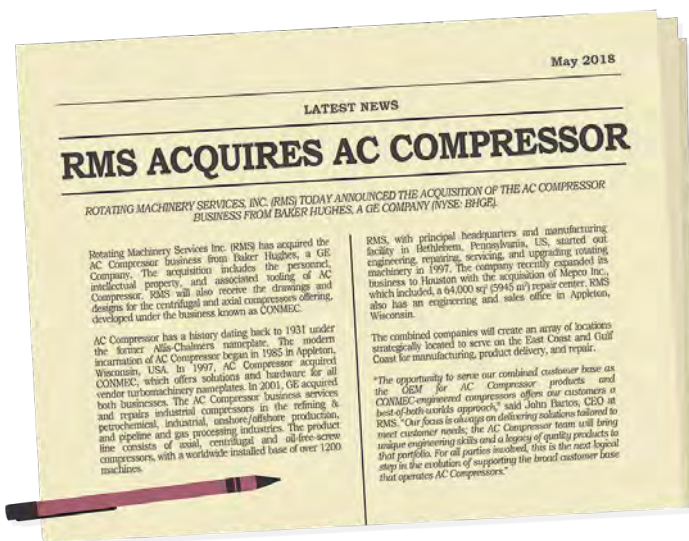 May 2018
LATEST NEWS
RMS ACQUIRES AC COMPRESSOR
ROTATING MACHINERY SERVICES, INC. (RMS) TODAY ANNOUNCED THE ACQUISITION OF THE AC COMPRESSOR
BUSINESS FROM BAKER HUGHES, A GE COMPANY (NYSE: BHGE).
Rotating Machinery Services Inc. (RMS) has acquired the
AC Compressor business from Baker Hughes, a GE
Company. The acquisition includes the personnel,
intellectual property, and associated tooling of AC
Compressor. RMS will also receive the drawings and
designs for the centrifugal and axial compressors offering,
developed under the business known as CONMEC.
AC Compressor has a history dating back to 1931 under
the former Allis-Chalmers nameplate. The modern
incarnation of AC Compressor began in 1985 in Appleton,
Wisconsin, USA. In 1997, AC Compressor acquired
CONMEC, which offers solutions and hardware for all
vendor turbomachinery nameplates. In 2001, GE acquired
both businesses. The AC Compressor business services
and repairs industrial compressors in the refining &
petrochemical, industrial, onshore/offshore production,
and pipeline and gas processing industries. The product
line consists of axial, centrifugal and oil-free-screw
compressors, with a worldwide installed base of over 1200
machines.
RMS, with principal headquarters and manufacturing
facility in Bethlehem, Pennsylvania, US, started out
engineering, repairing, servicing, and upgrading rotating
machinery in 1997. The company recently expanded its
business to Houston with the acquisition of Mepco Inc.,
which included, a 64,000 sq² (5945 m²) repair center. RMS
also has an engineering and sales office in Appleton,
Wisconsin.
The combined companies will create an array of locations
strategically located to serve on the East Coast and Gulf
Coast for manufacturing, product delivery, and repair.
"The opportunity to serve our combined customer base as
the OEM for AC Compressor products and
CONMEC-engineered compressors offers our customers a
best-of-both-worlds approach," said John Bartos, CEO at
RMS. "Our focus is always on delivering solutions tailored to
meet customer needs; the AC Compressor team will bring
unique engineering skills and a legacy of quality products to
that portfolio. For all parties involved, this is the next logical
step in the evolution of supporting the broad customer base
that operates AC Compressors."